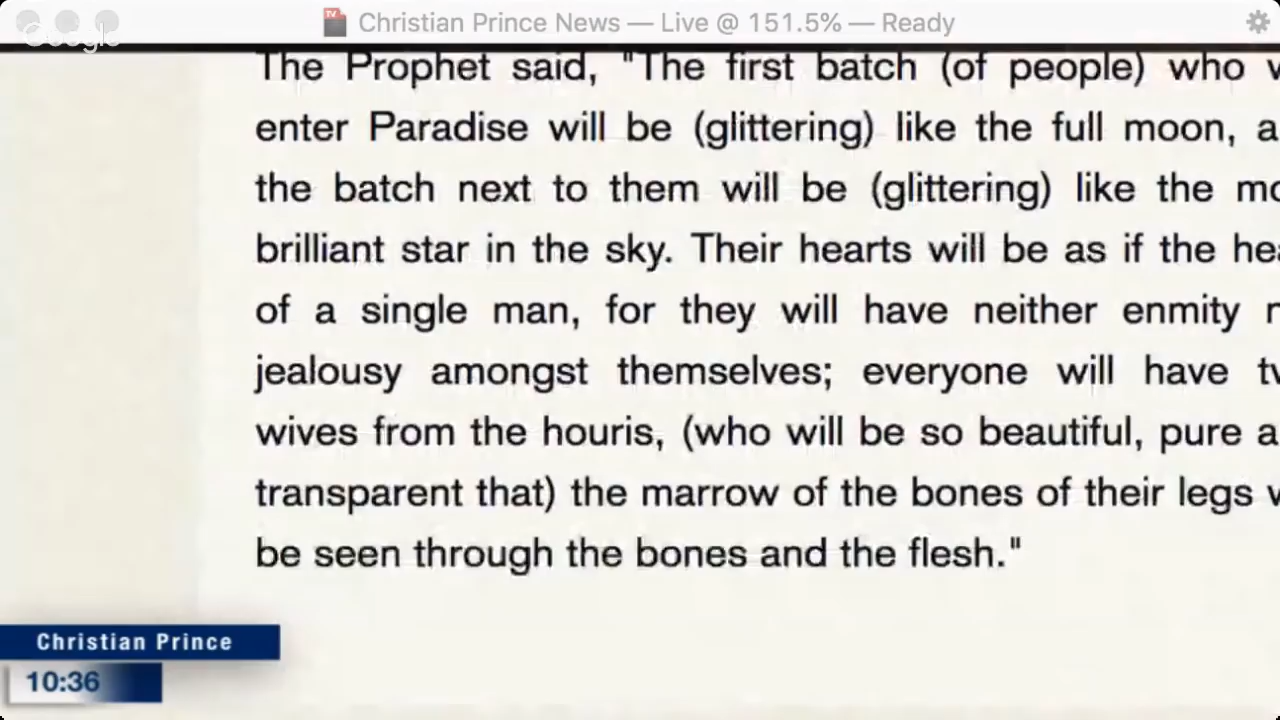 Christian Prince News — Live @ 151.5% — Ready
Google
The Prophet said, "The first batch (of people) who
enter Paradise will be (glittering) like the full moon,
the batch next to them will be (glittering) like the
brilliant star in the sky. Their hearts will be as if the
of a single man, for they will have neither enmity
jealousy amongst themselves; everyone will have
wives from the houris, (who will be so beautiful, pure
transparent that) the marrow of the bones of their legs
be seen through the bones and the flesh."
Christian Prince
10:36